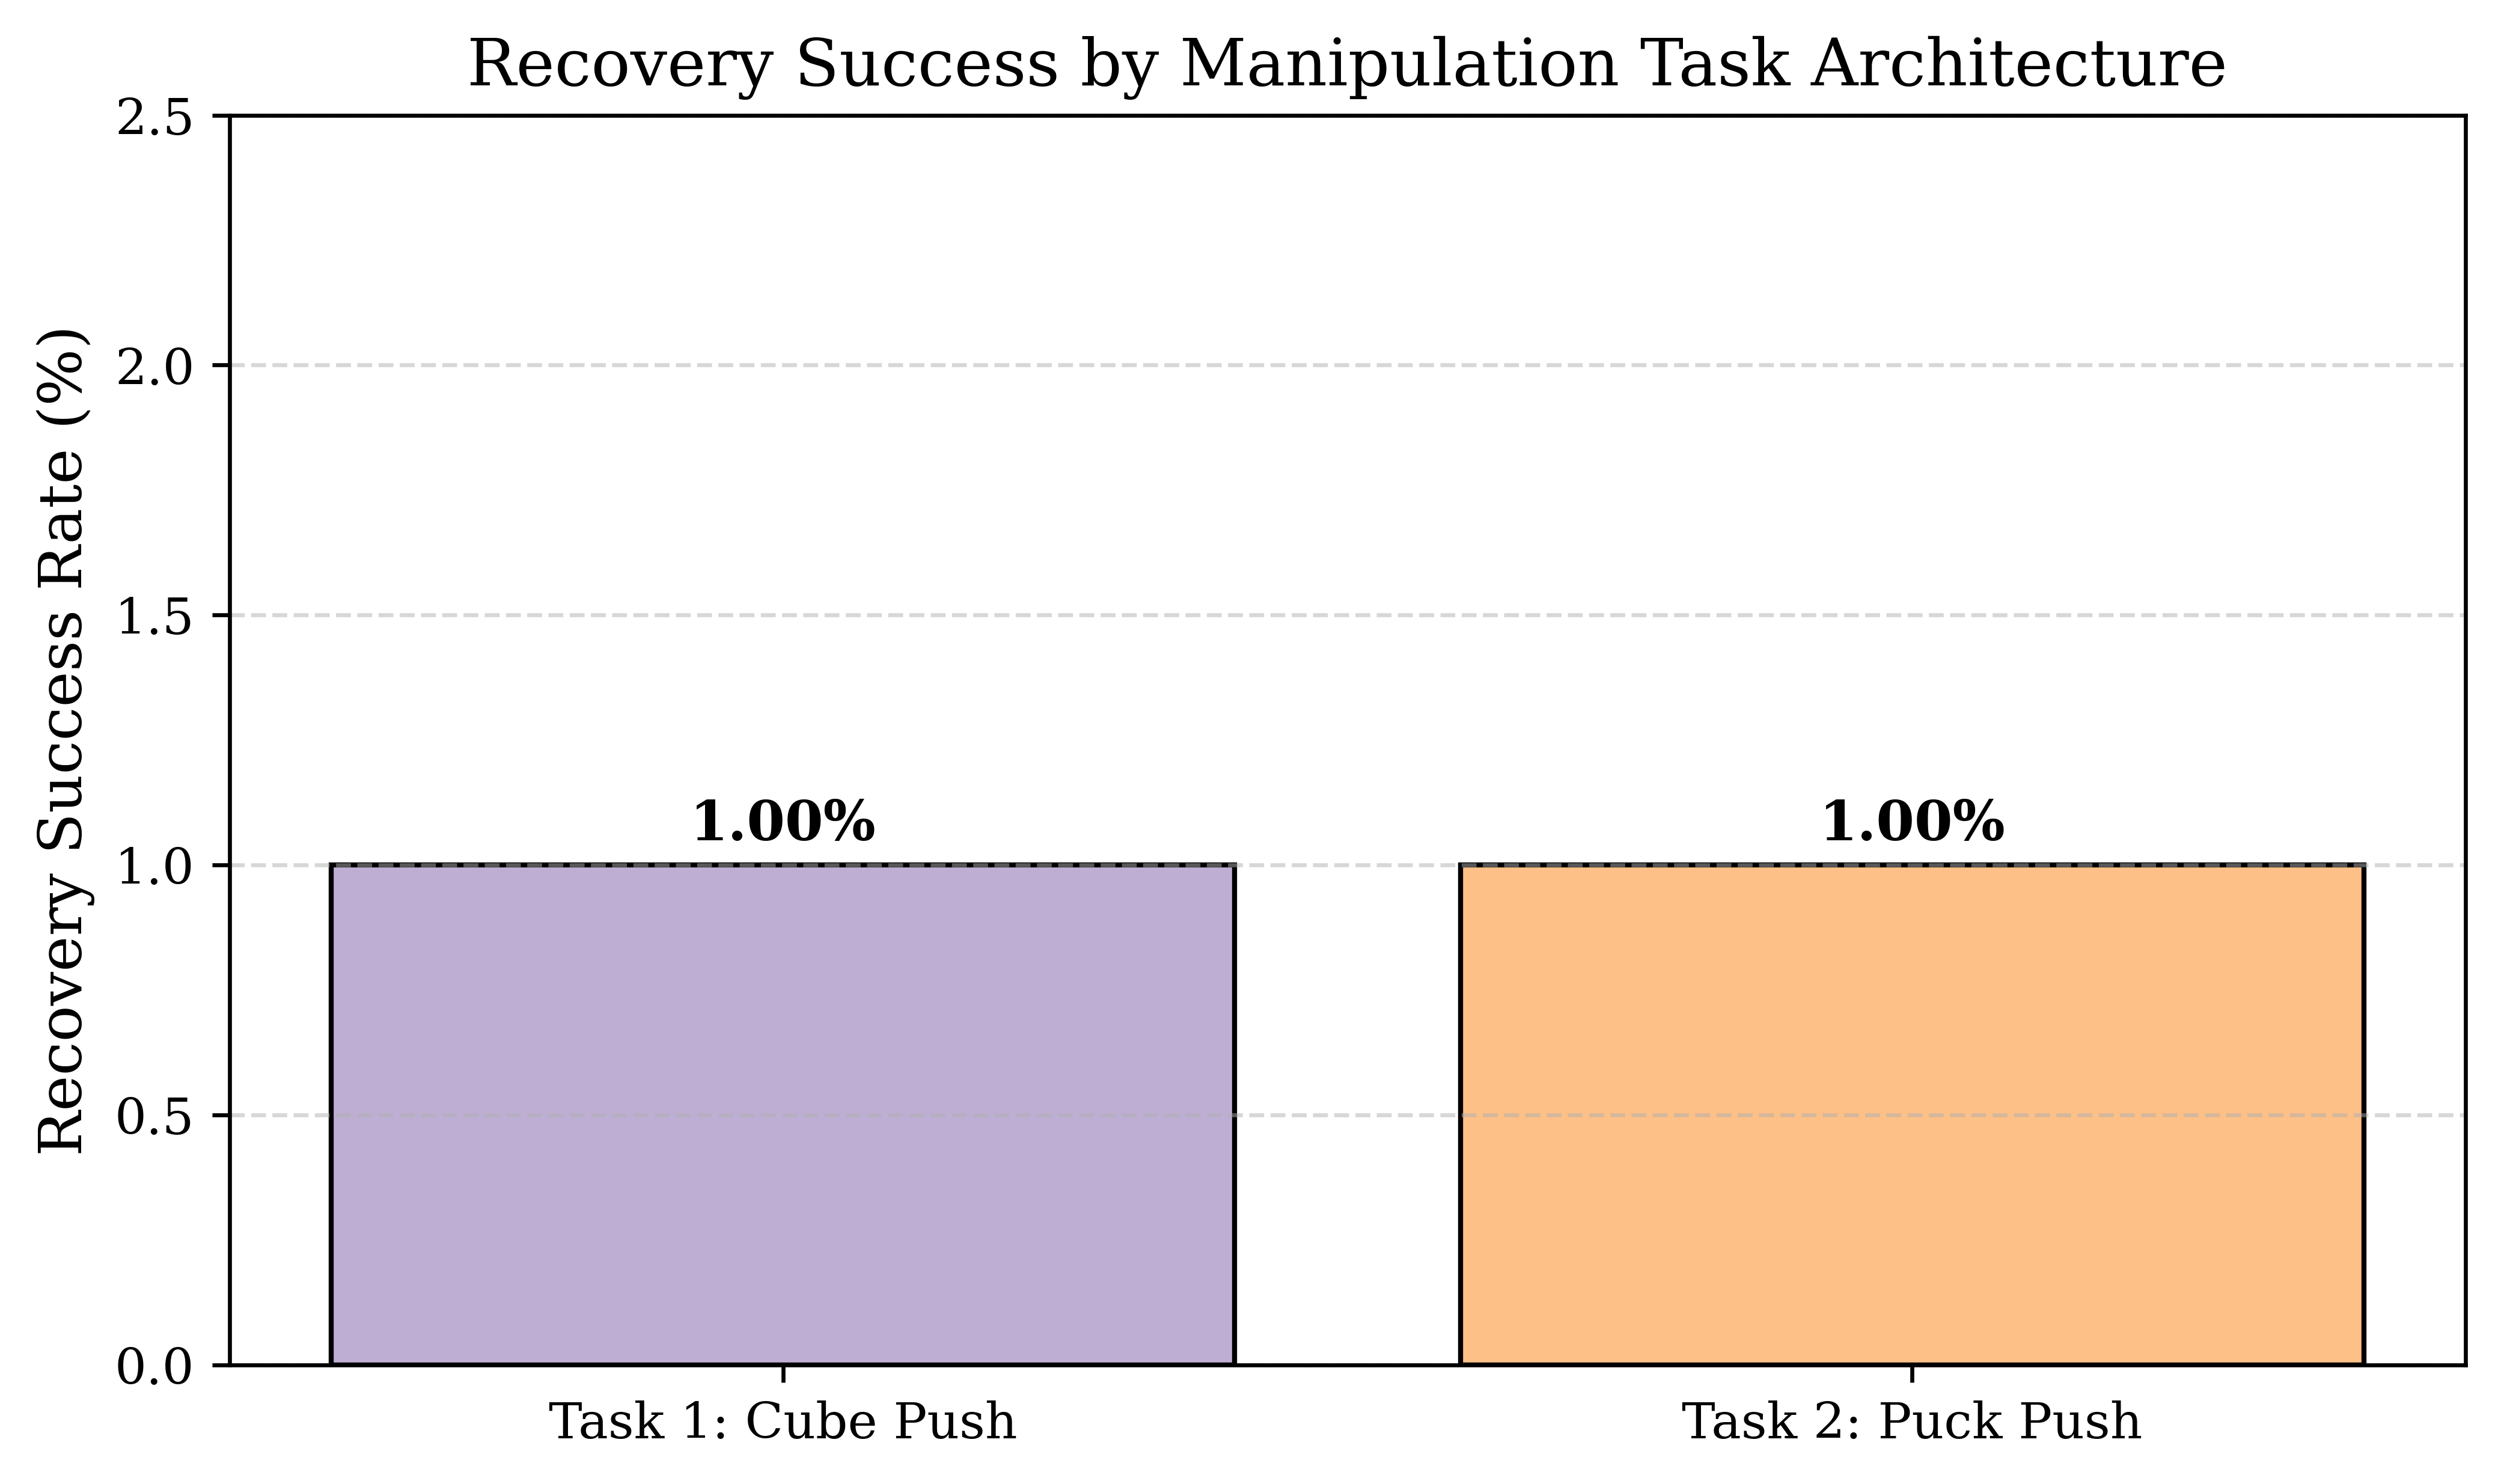 Recovery Success by Manipulation Task Architecture
Recovery Success Rate (%)
2.5
2.0
1.5
1.0
0.5
0.0
1.00%
1.00%
Task 1: Cube Push
Task 2: Puck Push